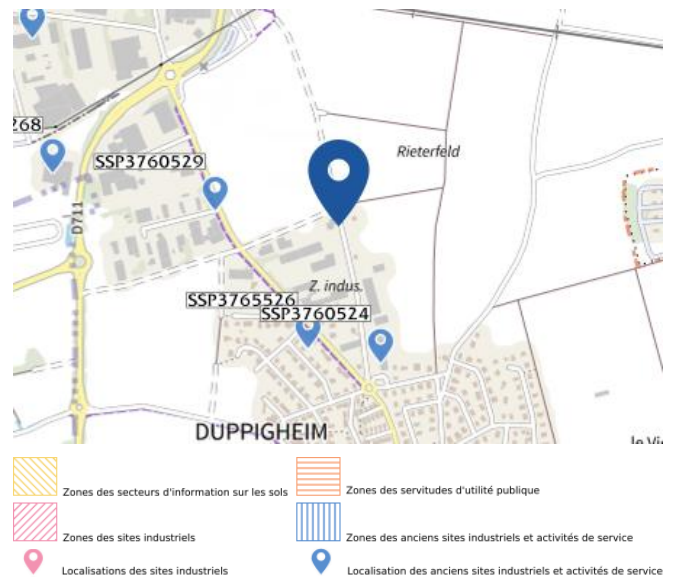 268
SSP3760529
Rieterfeld
D711
Z. indus.
SSP3765526
SSP3760524
DUPPIGHEIM
le Vi
Zones des secteurs d'information sur les sols
Zones des servitudes d'utilité publique
Zones des sites industriels
Zones des anciens sites industriels et activités de service
Localisations des sites industriels
Localisation des anciens sites industriels et activités de service